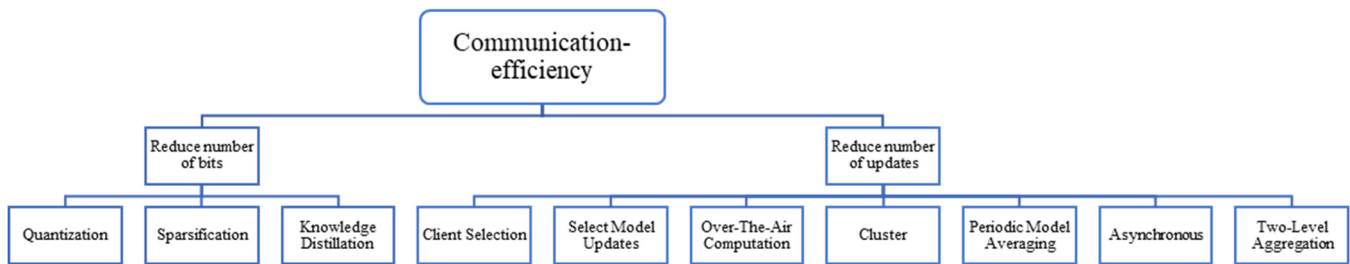 Communication-
efficiency
Reduce number
of bits
Reduce number
of updates
Quantization
Sparsification
Knowledge
Distillation
Client Selection
Select Model
Updates
Over-The-Air
Computation
Cluster
Periodic Model
Averaging
Asynchronous
Two-Level
Aggregation